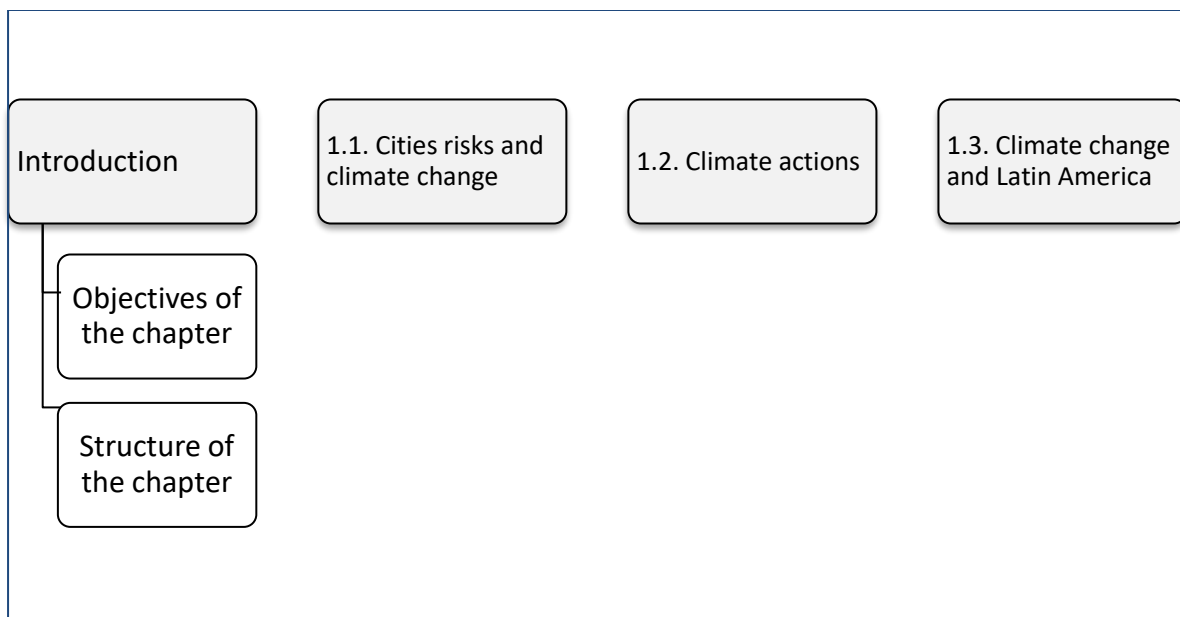 Introduction
1.1. Cities risks and
climate change
1.2. Climate actions
1.3. Climate change
and Latin America
Objectives of
the chapter
Structure of
the chapter